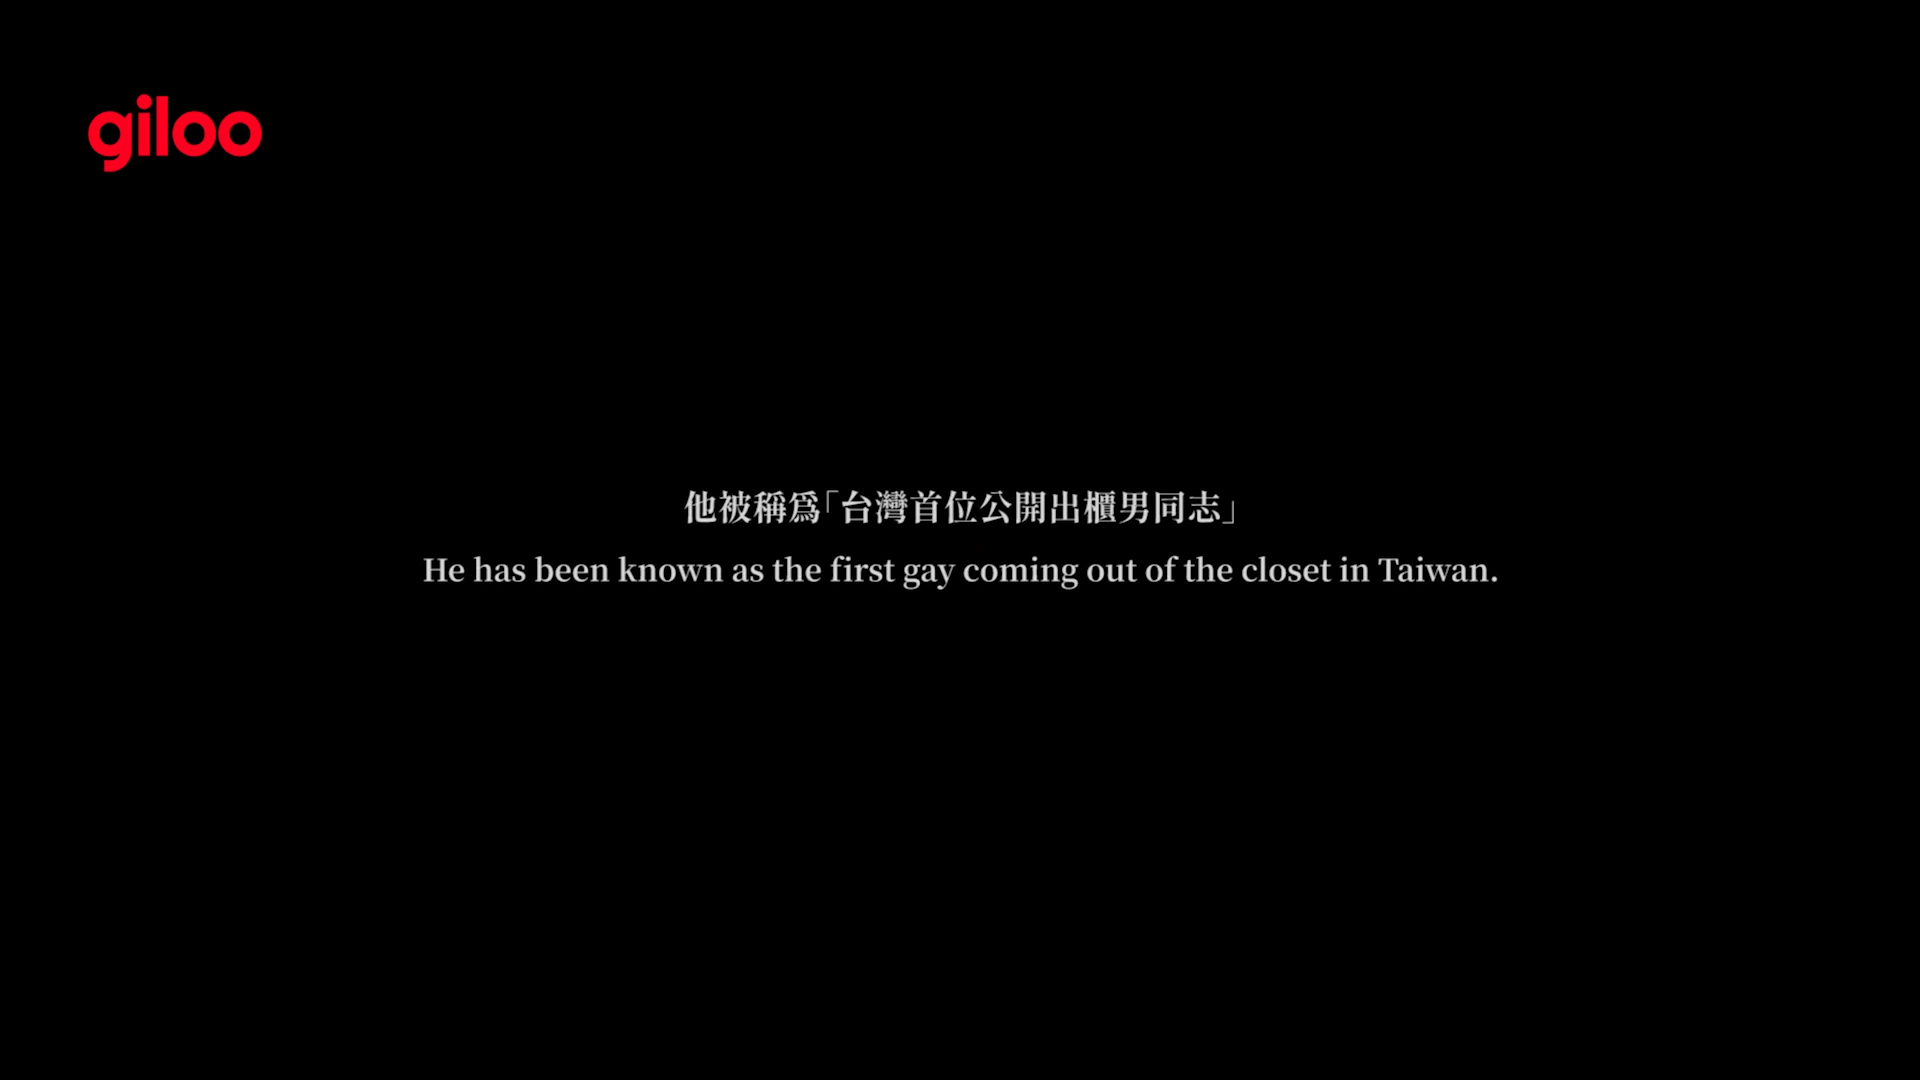 giloo
他被稱爲「台灣首位公開出櫃男同志」
He has been known as the first gay coming out of the closet in Taiwan.